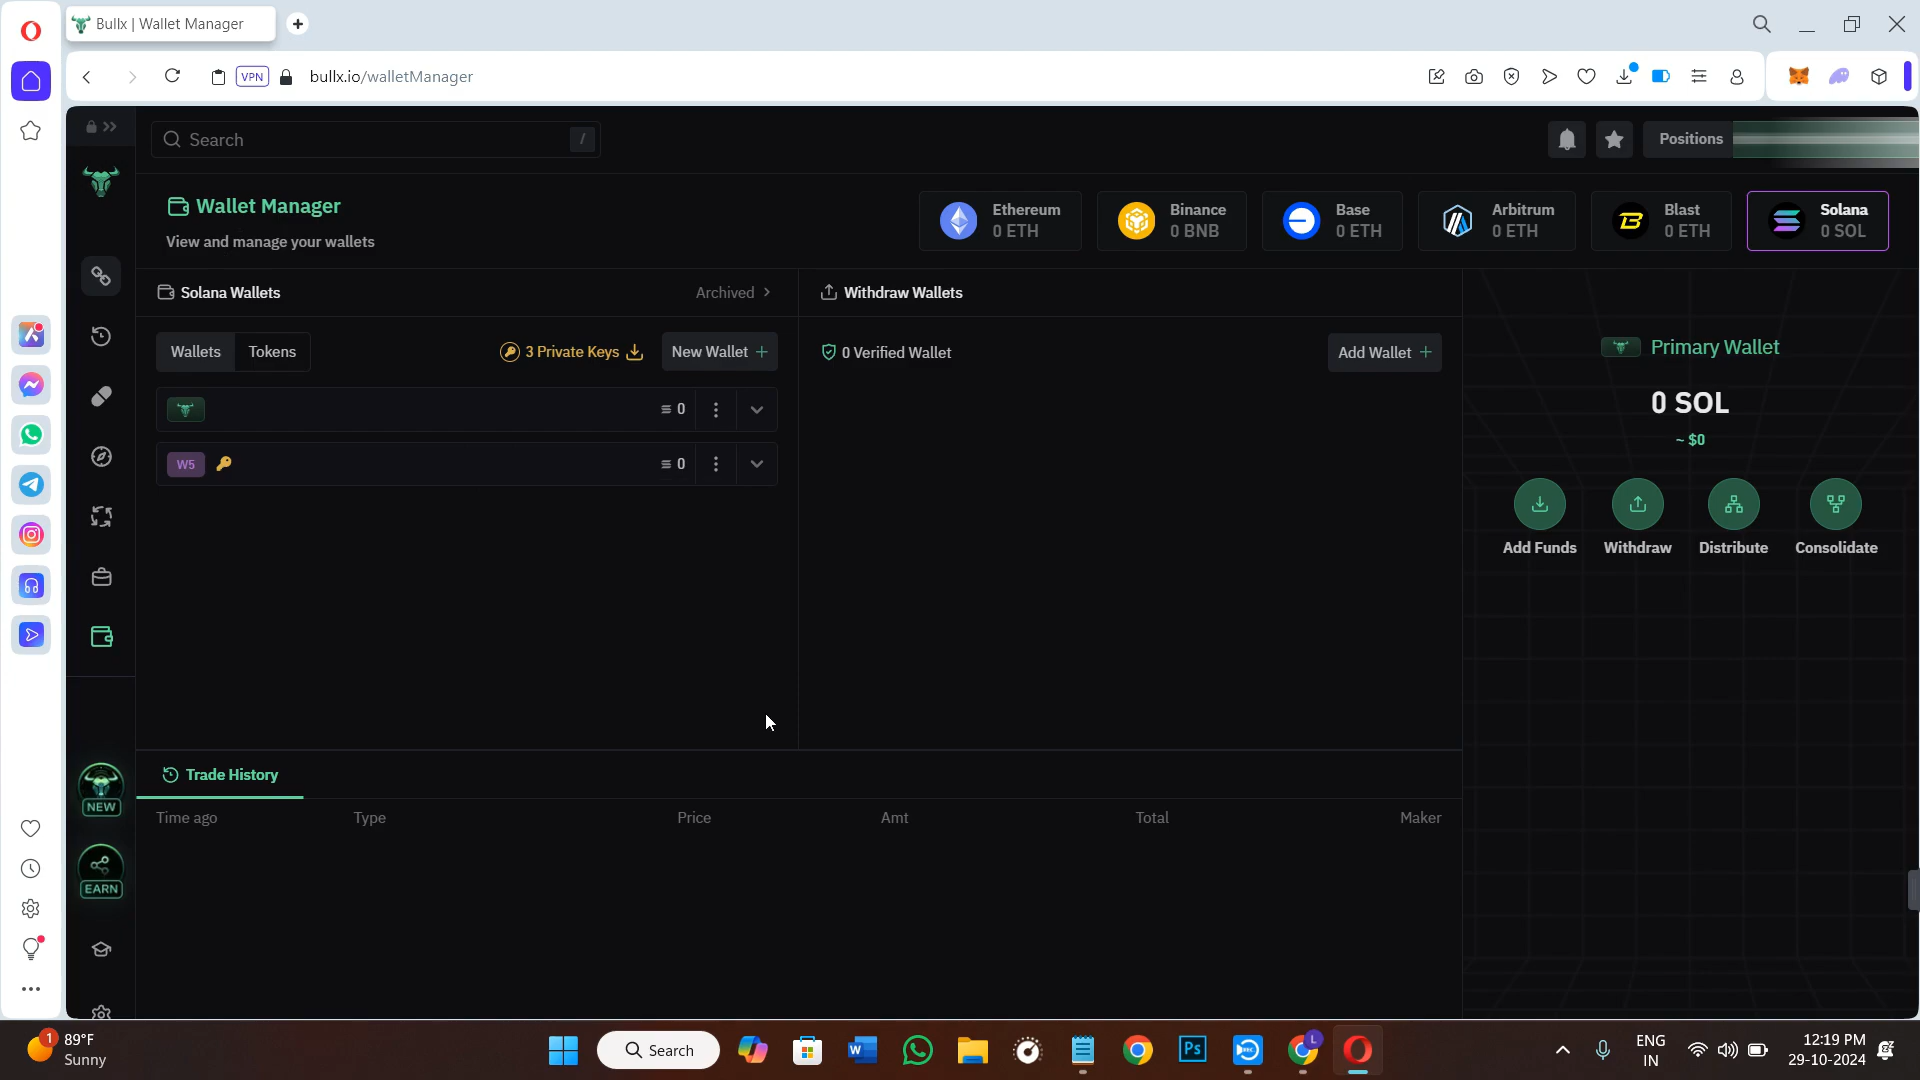 Bullx | Wallet Manager
VPN bullx.io/walletManager
Search /
Positions
Wallet Manager
View and manage your wallets
Ethereum
0 ETH
Binance
0 BNB
Base
0 ETH
Arbitrum
0 ETH
Blast
0 ETH
Solana
0 SOL
Solana Wallets
Archived
Withdraw Wallets
Wallets Tokens
3 Private Keys
New Wallet +
0 Verified Wallet
Add Wallet +
0
W5
0
Primary Wallet
0 SOL
~ $0
Add Funds
Withdraw
Distribute
Consolidate
NEW
EARN
Trade History
Time ago Type Price Amt Total Maker
1
89°F
Sunny
Search
W
Ps
REC
L
ENG
IN
12:19 PM
29-10-2024